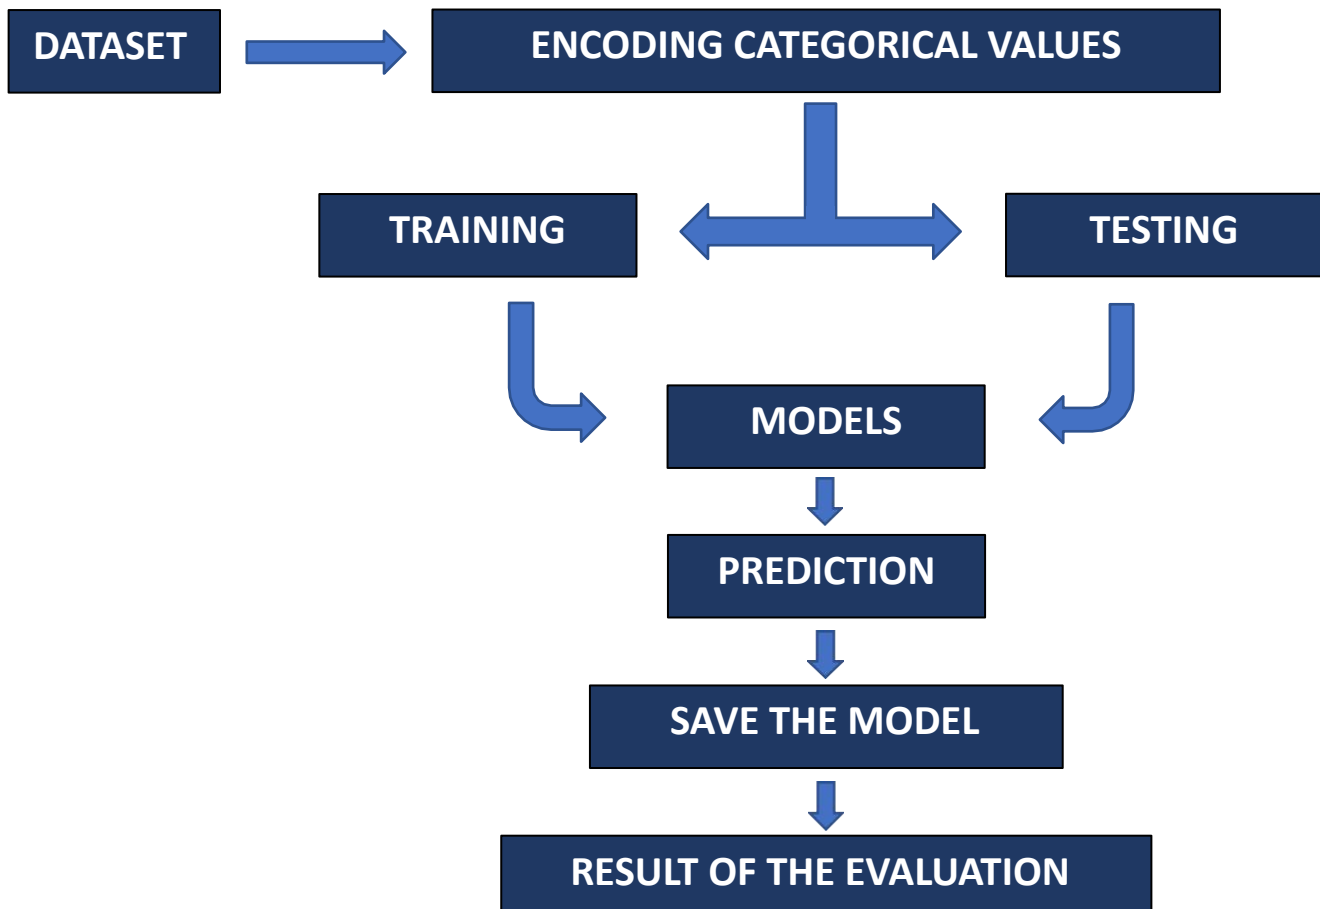 DATASET
ENCODING CATEGORICAL VALUES
TRAINING
TESTING
MODELS
PREDICTION
SAVE THE MODEL
RESULT OF THE EVALUATION